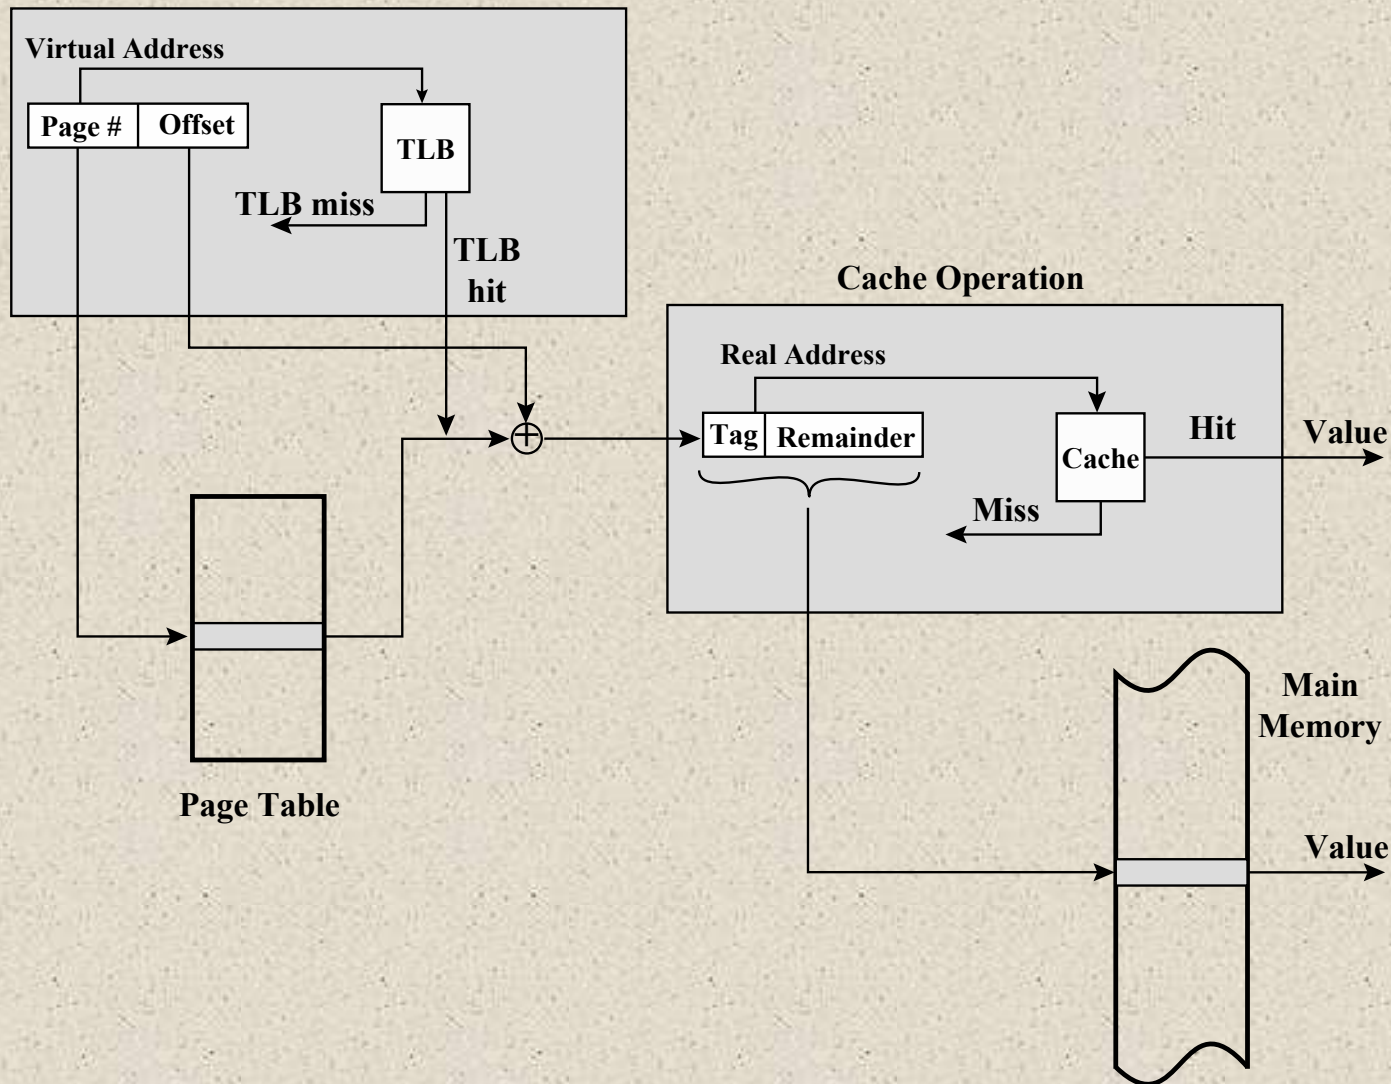 Virtual Address
Page #
Offset
TLB
TLB miss
TLB
hit
Cache Operation
Real Address
Tag
Remainder
Cache
Hit
Value
Miss
Page Table
Main
Memory
Value